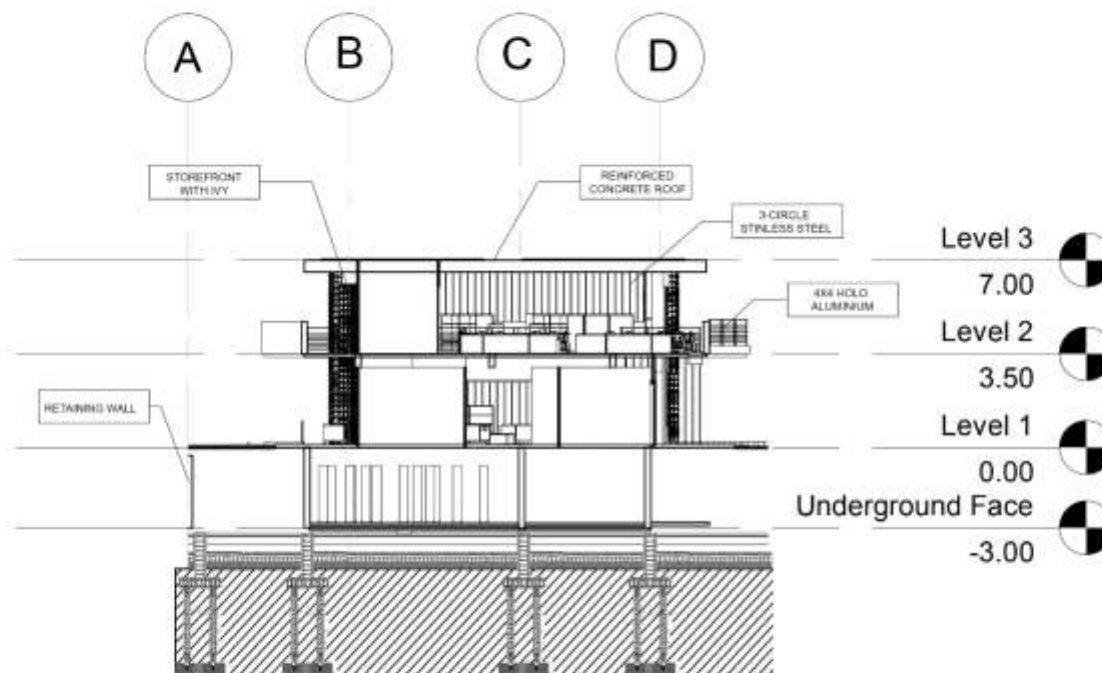 A B C D
STOREFRONT
WITH IVY
REINFORCED
CONCRETE ROOF
3-CIRCLE
STINLESS STEEL
4X4 HOLO
ALUMINIUM
RETAINING WALL
Level 3
7.00
Level 2
3.50
Level 1
0.00
Underground Face
-3.00